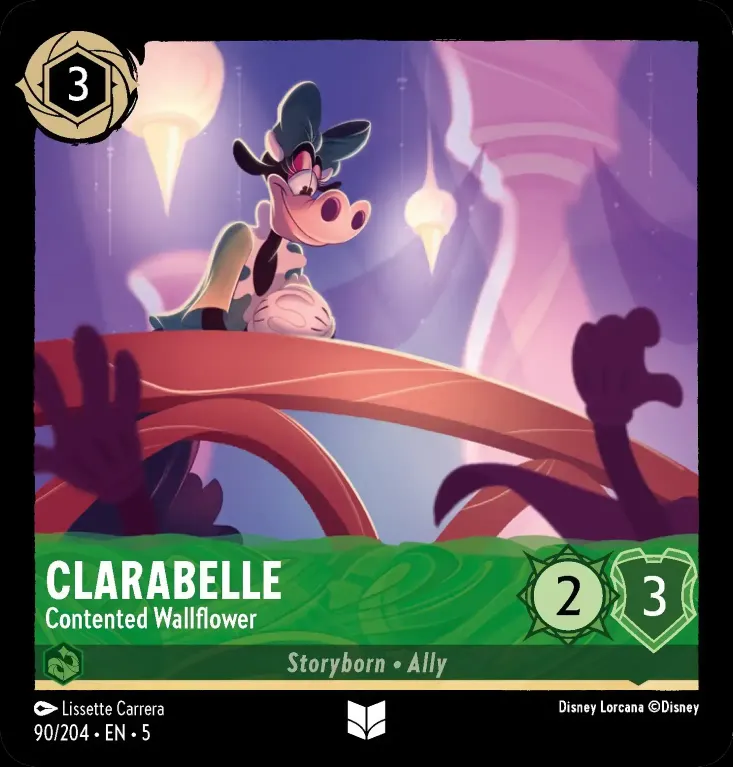 3
CLARABELLE
Contented Wallflower
2
3
Storyborn • Ally
Lissette Carrera
Disney Lorcana ©Disney
90/204 • EN • 5